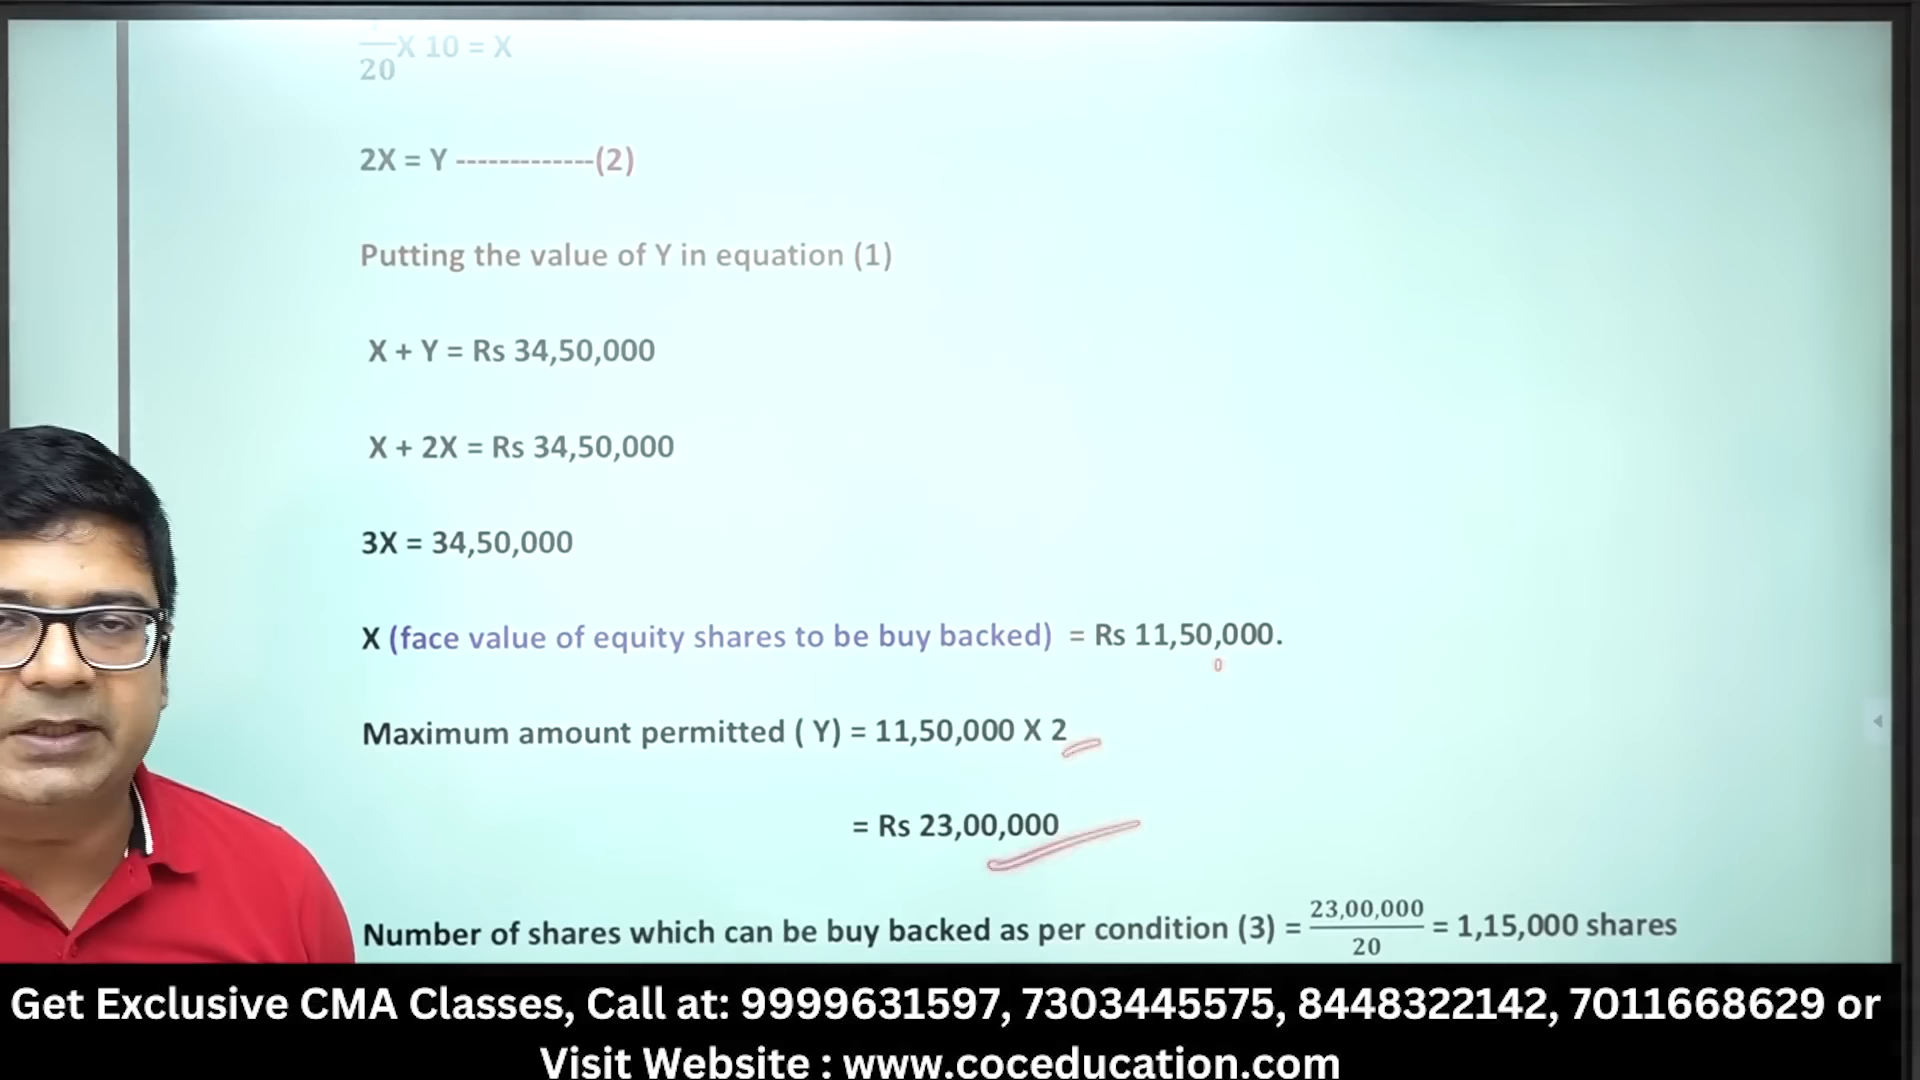 20 X 10 = X
2X = Y -------------(2)
Putting the value of Y in equation (1)
X + Y = Rs 34,50,000
X + 2X = Rs 34,50,000
3X = 34,50,000
X (face value of equity shares to be buy backed) = Rs 11,50,000.
Maximum amount permitted ( Y) = 11,50,000 X 2
= Rs 23,00,000
Number of shares which can be buy backed as per condition (3) = 23,00,000 / 20 = 1,15,000 shares
Get Exclusive CMA Classes, Call at: 9999631597, 7303445575, 8448322142, 7011668629 or
Visit Website : www.coceducation.com